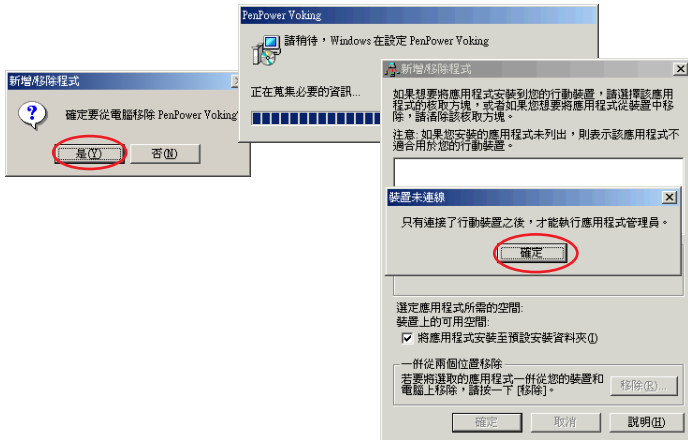 新增/移除程式
確定要從電腦移除 PenPower Voking
是(Y)
否(N)
PenPower Voking
請稍待，Windows 在設定 PenPower Voking
正在蒐集必要的資訊...
新增/移除程式
如果想要將應用程式安裝到您的行動裝置，請選擇該應用
程式的核取方塊，或者如果您想要將應用程式從裝置中移
除，請清除該核取方塊。
注意: 如果您安裝的應用程式未列出，則表示該應用程式不
適合用於您的行動裝置。
裝置未連線
只有連接了行動裝置之後，才能執行應用程式管理員。
確定
選定應用程式所需的空間:
裝置上的可用空間:
將應用程式安裝至預設安裝資料夾(I)
一併從兩個位置移除
若要將選取的應用程式一併從您的裝置和
電腦上移除，請按一下 [移除]。
移除(R)...
確定
取消
說明(H)